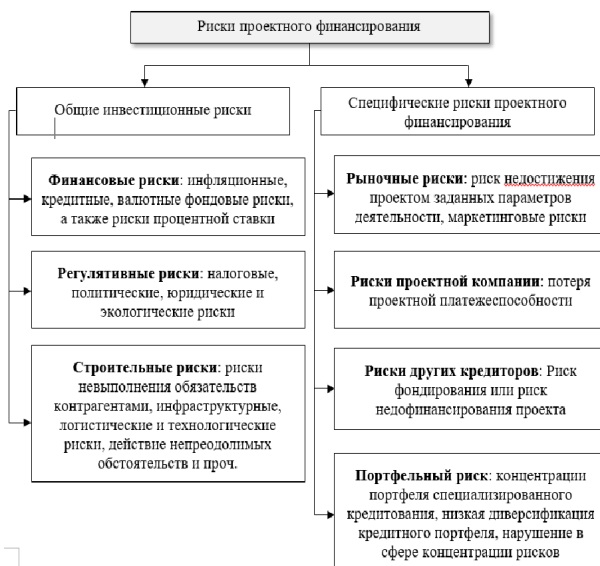 Риски проектного финансирования
Общие инвестиционные риски
Финансовые риски: инфляционные,
кредитные, валютные фондовые риски,
а также риски процентной ставки
Регулятивные риски: налоговые,
политические, юридические и
экологические риски
Строительные риски: риски
невыполнения обязательств
контрагентами, инфраструктурные,
логистические и технологические
риски, действие непреодолимых
обстоятельств и проч.
Специфические риски проектного
финансирования
Рыночные риски: риск недостижения
проектом заданных параметров
деятельности, маркетинговые риски
Риски проектной компании: потеря
проектной платежеспособности
Риски других кредиторов: Риск
фондирования или риск
недофинансирования проекта
Портфельный риск: концентрации
портфеля специализированного
кредитования, низкая диверсификация
кредитного портфеля, нарушение в
сфере концентрации рисков